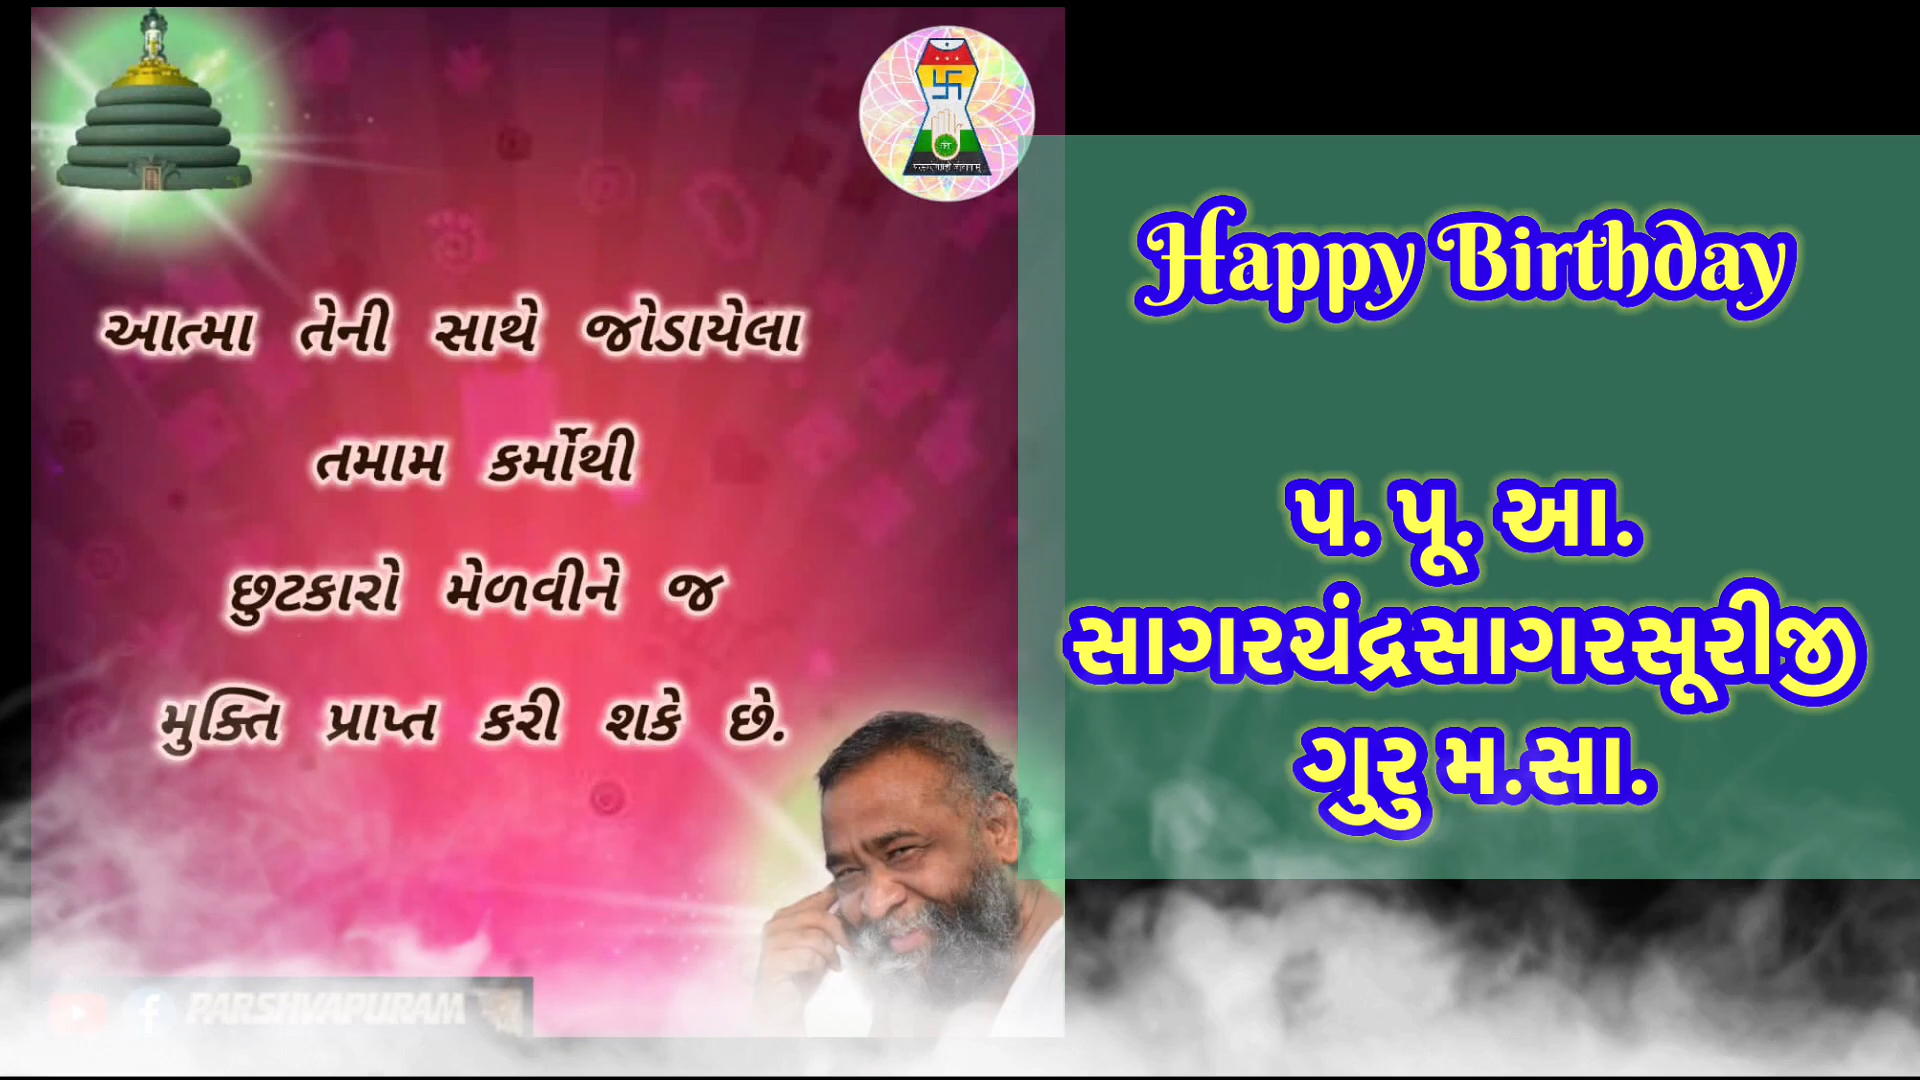 આત્મા તેની સાથે જોડાયેલા
તમામ કર્મોથી
છુટકારો મેળવીને જ
મુક્તિ પ્રાપ્ત કરી શકે છે.
PARSHVAPURAM
Happy Birthday
પ. પૂ. આ.
સાગરચંદ્રસાગરસૂરીજી
ગુરુ મ.સા.